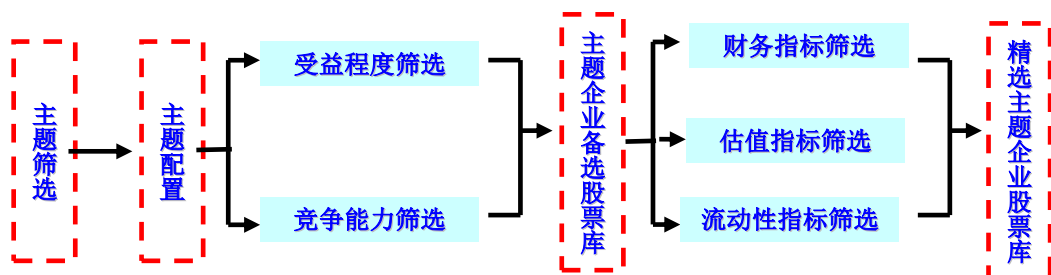 主题筛选
主题配置
受益程度筛选
竞争能力筛选
主题企业备选股票库
财务指标筛选
估值指标筛选
流动性指标筛选
精选主题企业股票库